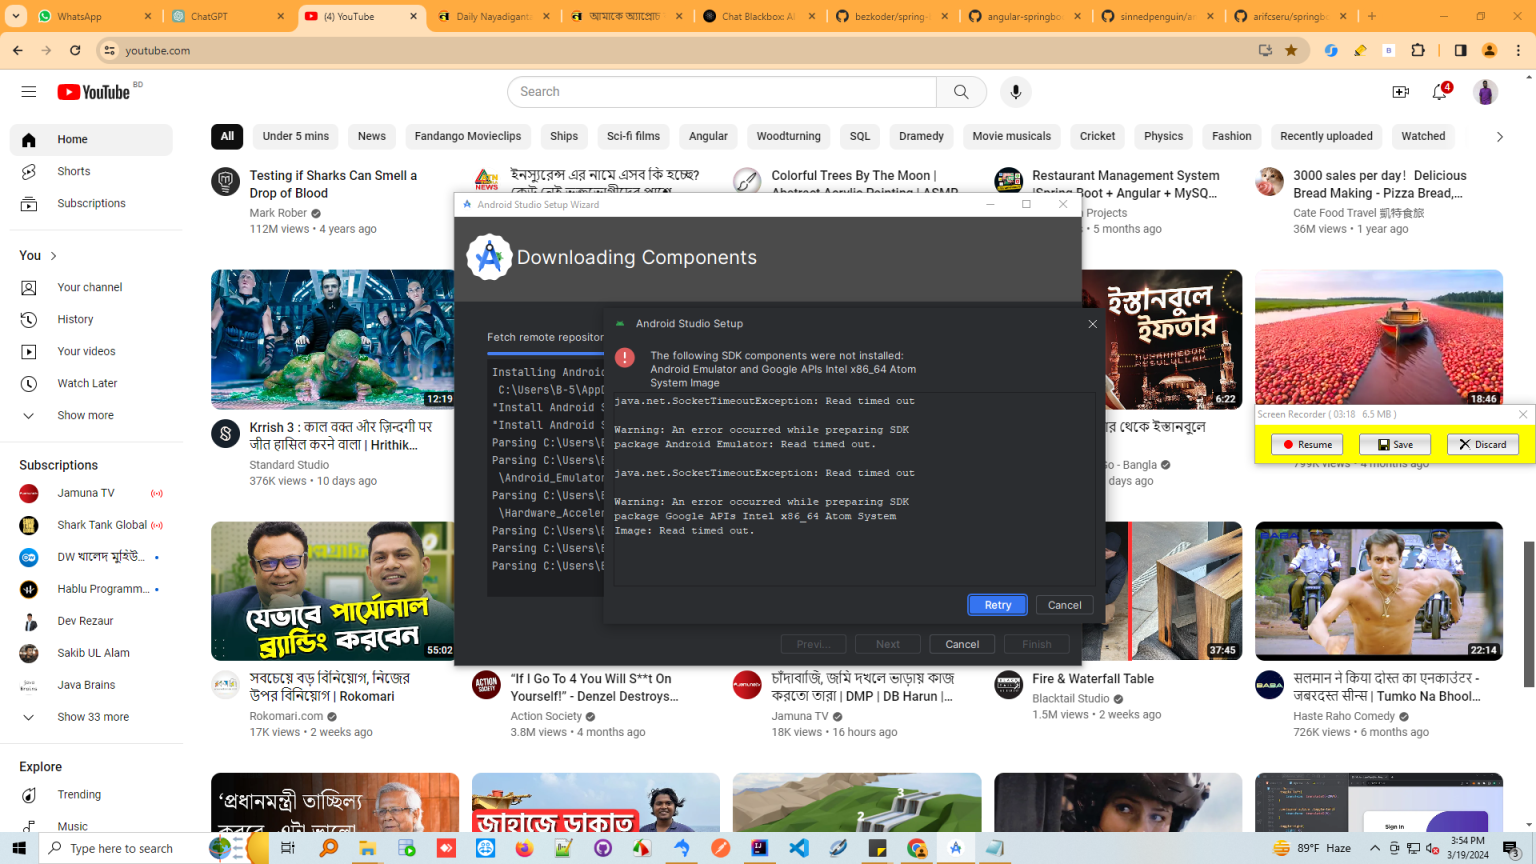 WhatsApp
ChatGPT
(4) YouTube
Daily Nayadigant
আমাকে অ্যাপ্রোচ
Chat Blackbox: AI
bezkoder/spring-
angular-springbo
sinnedpenguin/a
arifcseru/springbo
youtube.com
YouTube BD
Search
4
Home
Shorts
Subscriptions
You
Your channel
History
Your videos
Watch Later
Show more
Subscriptions
Jamuna TV
Shark Tank Global
DW খালেদ মুহিউ...
Hablu Programm...
Dev Rezaur
Sakib UL Alam
Java Brains
Show 33 more
Explore
Trending
Music
All
Under 5 mins
News
Fandango Movieclips
Ships
Sci-fi films
Angular
Woodturning
SQL
Dramedy
Movie musicals
Cricket
Physics
Fashion
Recently uploaded
Watched
Testing if Sharks Can Smell a
Drop of Blood
Mark Rober
112M views • 4 years ago
NEWS
ইনস্যুরেন্স এর নামে এসব কি হচ্ছে?
Colorful Trees By The Moon |
Abstract Acrylic Painting | ASMR
Restaurant Management System
|Spring Boot + Angular + MySQ...
Projects
• 5 months ago
3000 sales per day! Delicious
Bread Making - Pizza Bread,...
Cate Food Travel 凱特食旅
36M views • 1 year ago
Android Studio Setup Wizard
Downloading Components
Fetch remote repositor
Installing Androi
C:\Users\B-5\AppD
"Install Android S
"Install Android S
Parsing C:\Users\B
Parsing C:\Users\B
\Android_Emulator
Parsing C:\Users\B
\Hardware_Acceler
Parsing C:\Users\B
Parsing C:\Users\B
Parsing C:\Users\B
Android Studio Setup
The following SDK components were not installed:
Android Emulator and Google APIs Intel x86_64 Atom
System Image
java.net.SocketTimeoutException: Read timed out
Warning: An error occurred while preparing SDK
package Android Emulator: Read timed out.
java.net.SocketTimeoutException: Read timed out
Warning: An error occurred while preparing SDK
package Google APIs Intel x86_64 Atom System
Image: Read timed out.
Retry
Cancel
Previ...
Next
Cancel
Finish
12:19
Krrish 3 : काल वक्त और ज़िन्दगी पर
जीत हासिल करने वाला | Hrithik...
Standard Studio
376K views • 10 days ago
ইস্তানবুলে
ইফতার
6:22
ার থেকে ইস্তানবুলে
Go - Bangla
days ago
18:46
799K views • 4 months ago
Screen Recorder ( 03:18 6.5 MB )
Resume
Save
Discard
যেভাবে পার্সোনাল
ব্র্যান্ডিং করবেন
55:02
সবচেয়ে বড় বিনিয়োগ, নিজের
উপর বিনিয়োগ | Rokomari
Rokomari.com
17K views • 2 weeks ago
ACTION
SOCIETY
“If I Go To 4 You Will S**t On
Yourself!” - Denzel Destroys...
Action Society
3.8M views • 4 months ago
চাঁদাবাজি, জমি দখলে ভাড়ায় কাজ
করতো তারা | DMP | DB Harun |...
Jamuna TV
18K views • 16 hours ago
37:45
Fire & Waterfall Table
Blacktail Studio
1.5M views • 2 weeks ago
BABA
22:14
BABA
सलमान ने किया दोस्त का एनकाउंटर -
जबरदस्त सीन्स | Tumko Na Bhool...
Haste Raho Comedy
726K views • 6 months ago
‘প্রধানমন্ত্রী তাচ্ছিল্য
জাহাজে ডাকাত
3
2
Sign In
Type here to search
89°F Haze
3:54 PM
3/19/2024
3